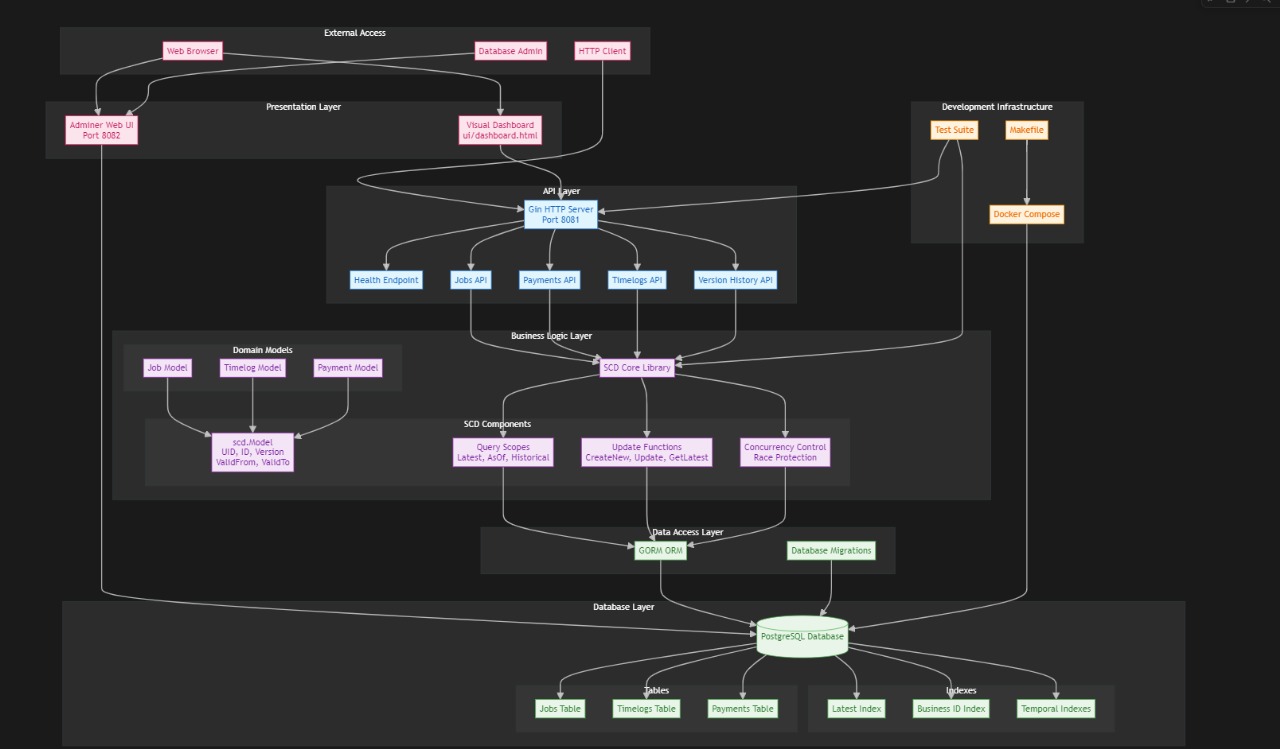 External Access
Web Browser
Database Admin
HTTP Client
Presentation Layer
Adminer Web UI
Port 8082
Visual Dashboard
ui/dashboard.html
Development Infrastructure
Test Suite
Makefile
Docker Compose
API Layer
Gin HTTP Server
Port 8081
Health Endpoint
Jobs API
Payments API
Timelogs API
Version History API
Business Logic Layer
Domain Models
Job Model
Timelog Model
Payment Model
SCD Core Library
SCD Components
scd.Model
UID, ID, Version
ValidFrom, ValidTo
Query Scopes
Latest, AsOf, Historical
Update Functions
CreateNew, Update, GetLatest
Concurrency Control
Race Protection
Data Access Layer
GORM ORM
Database Migrations
Database Layer
PostgreSQL Database
Tables
Jobs Table
Timelogs Table
Payments Table
Indexes
Latest Index
Business ID Index
Temporal Indexes